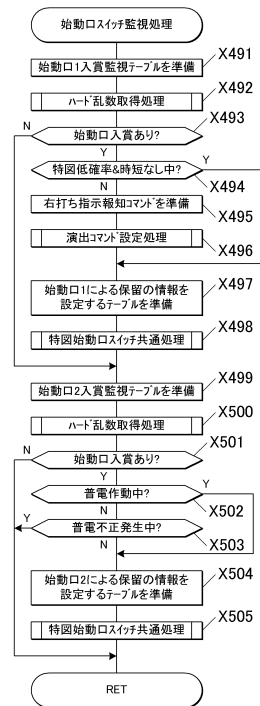 始動口スイッチ監視処理
始動口1入賞監視テーブルを準備
X491
ハード乱数取得処理
X492
始動口入賞あり?
X493
N
Y
特図低確率&時短なし中?
X494
Y
N
右打ち指示報知コマンドを準備
X495
演出コマンド設定処理
X496
始動口1による保留の情報を
設定するテーブルを準備
X497
特図始動口スイッチ共通処理
X498
始動口2入賞監視テーブルを準備
X499
ハード乱数取得処理
X500
始動口入賞あり?
X501
N
Y
普電作動中?
X502
Y
N
普電不正発生中?
X503
Y
N
始動口2による保留の情報を
設定するテーブルを準備
X504
特図始動口スイッチ共通処理
X505
RET